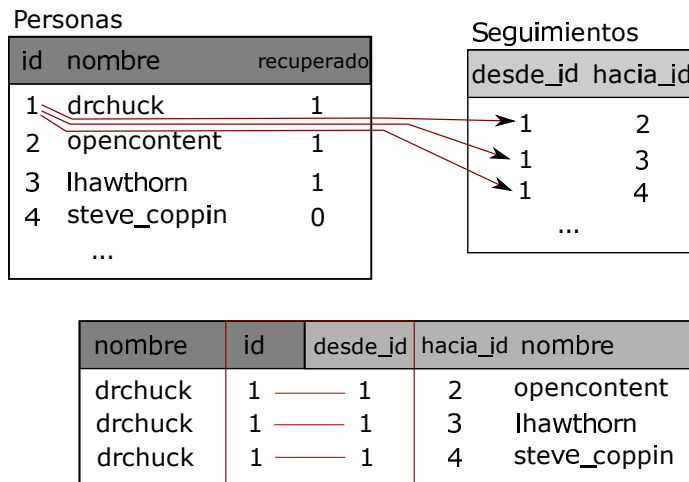 Personas
id nombre recuperado
1 drchuck 1
2 opencontent 1
3 lhawthorn 1
4 steve_coppin 0
...
Seguimientos
desde_id hacia_id
1 2
1 3
1 4
...
nombre id desde_id hacia_id nombre
drchuck 1 1 2 opencontent
drchuck 1 1 3 lhawthorn
drchuck 1 1 4 steve_coppin